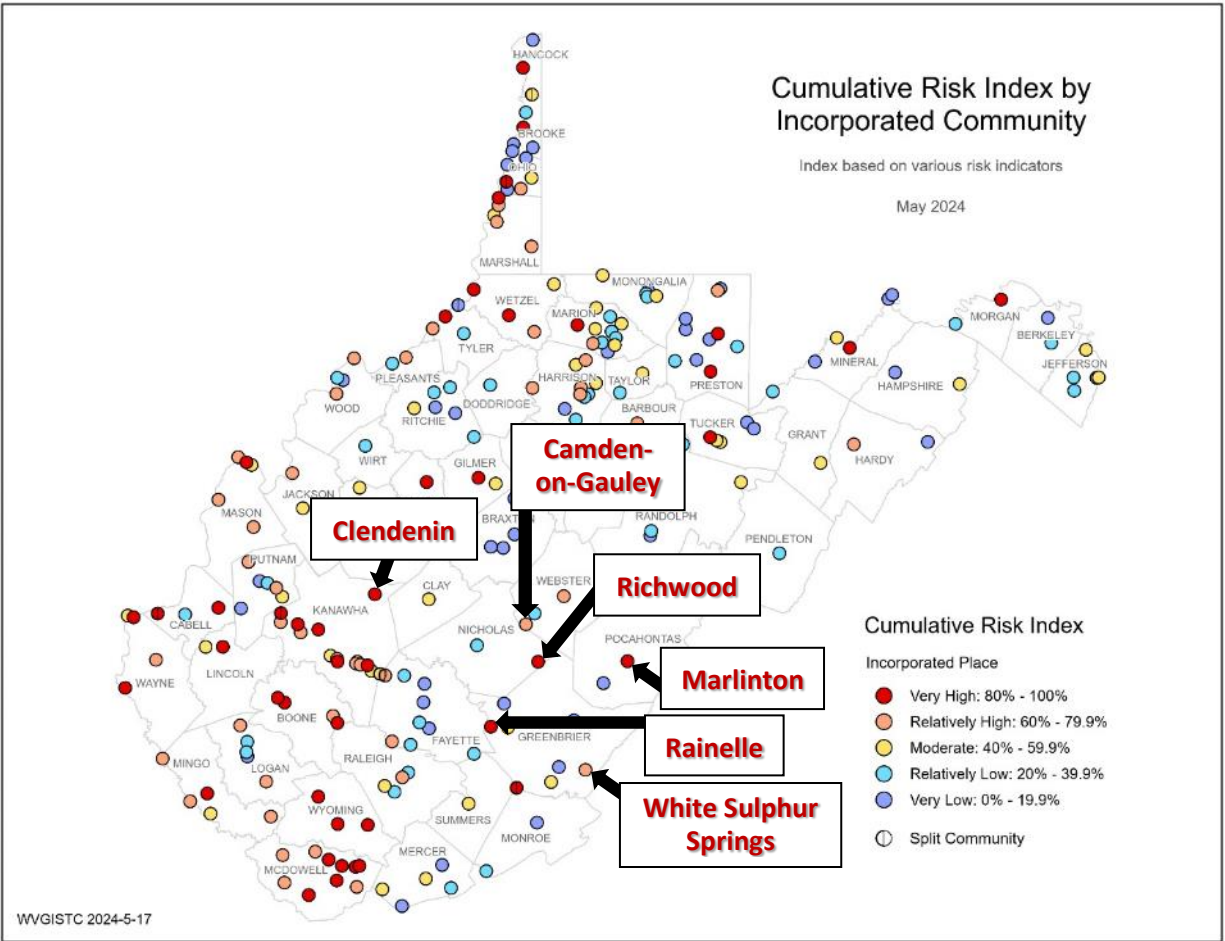 Cumulative Risk Index by
Incorporated Community
Index based on various risk indicators
May 2024
HANCOCK
BROOKE
OHIO
MARSHALL
WETZEL
MONONGALIA
MARION
TYLER
PLEASANTS
HARRISON
TAYLOR
PRESTON
MINERAL
HAMPSHIRE
MORGAN
BERKELEY
JEFFERSON
WOOD
RITCHIE
DODDRIDGE
BARBOUR
TUCKER
GRANT
HARDY
WIRT
GILMER
Camden-
on-Gauley
JACKSON
MASON
Clendenin
BRAXTON
RANDOLPH
PENDLETON
PUTNAM
KANAWHA
CLAY
WEBSTER
Richwood
CABELL
NICHOLAS
POCAHONTAS
LINCOLN
WAYNE
Marlinton
BOONE
FAYETTE
GREENBRIER
Rainelle
MINGO
LOGAN
RALEIGH
WYOMING
SUMMERS
MONROE
White Sulphur
Springs
MERCER
MCDOWELL
Cumulative Risk Index
Incorporated Place
Very High: 80% - 100%
Relatively High: 60% - 79.9%
Moderate: 40% - 59.9%
Relatively Low: 20% - 39.9%
Very Low: 0% - 19.9%
Split Community
WVGISTC 2024-5-17